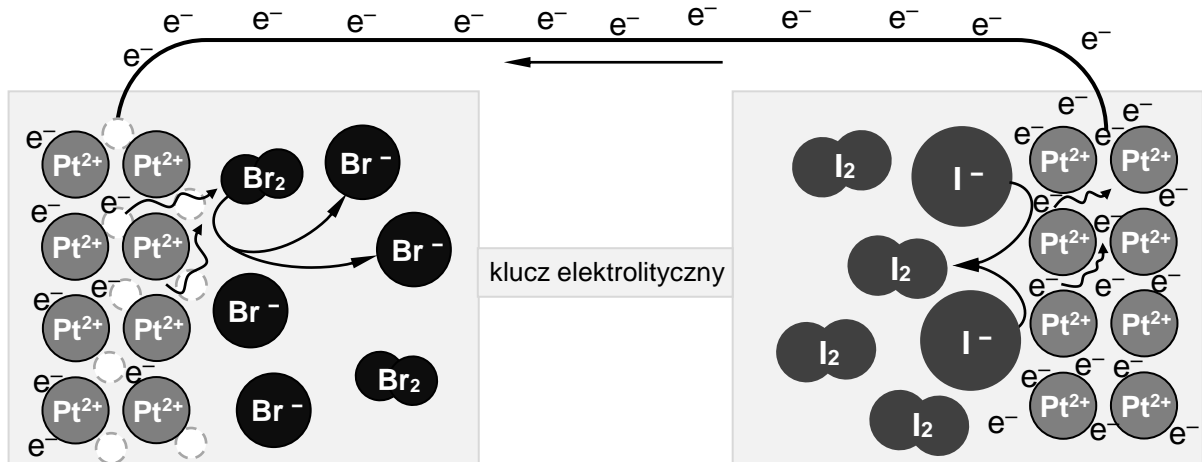 e⁻ e⁻ e⁻ e⁻ e⁻ e⁻ e⁻ e⁻ e⁻ e⁻
e⁻ e⁻
e⁻ e⁻
e⁻ Pt²⁺ Pt²⁺ Br₂ Br⁻ I₂ I⁻ e⁻ Pt²⁺ e⁻ Pt²⁺
e⁻ e⁻ e⁻ e⁻
Pt²⁺ Pt²⁺ Br⁻ klucz elektrolityczny I₂ Pt²⁺ e⁻ Pt²⁺
e⁻ e⁻ e⁻ e⁻ e⁻
Pt²⁺ Pt²⁺ Br⁻ I₂ I⁻ Pt²⁺ Pt²⁺
e⁻ e⁻ Br₂ e⁻ e⁻ e⁻
Pt²⁺ Pt²⁺ Br⁻ I₂ e⁻ Pt²⁺ Pt²⁺
e⁻ e⁻ e⁻